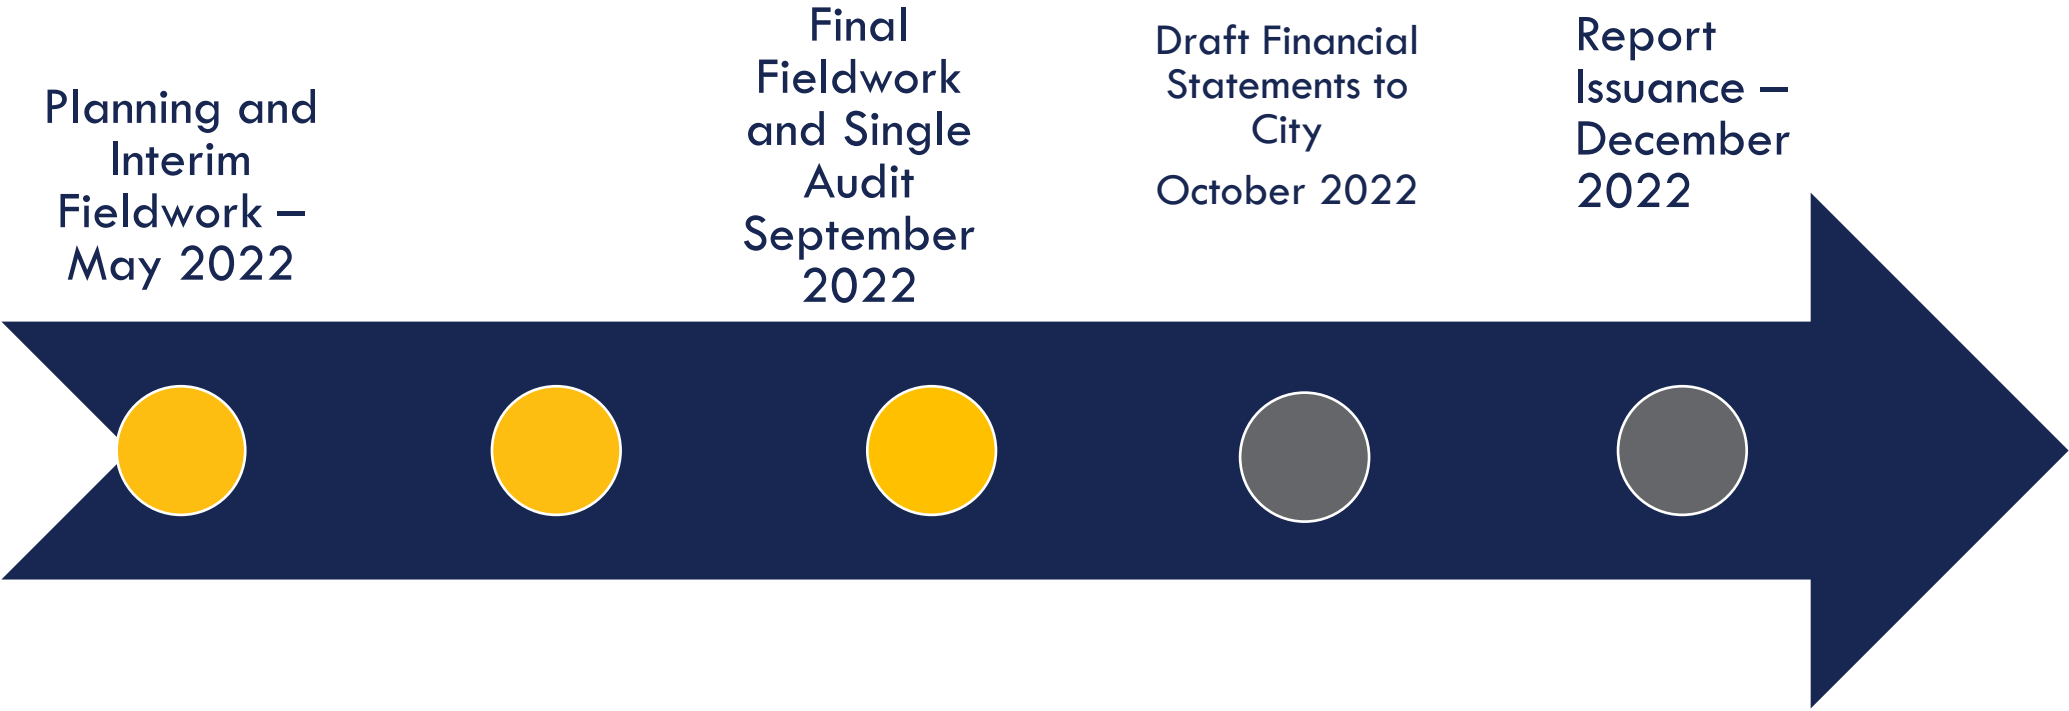 Planning and
Interim
Fieldwork –
May 2022
Final
Fieldwork
and Single
Audit
September
2022
Draft Financial
Statements to
City
October 2022
Report
Issuance –
December
2022